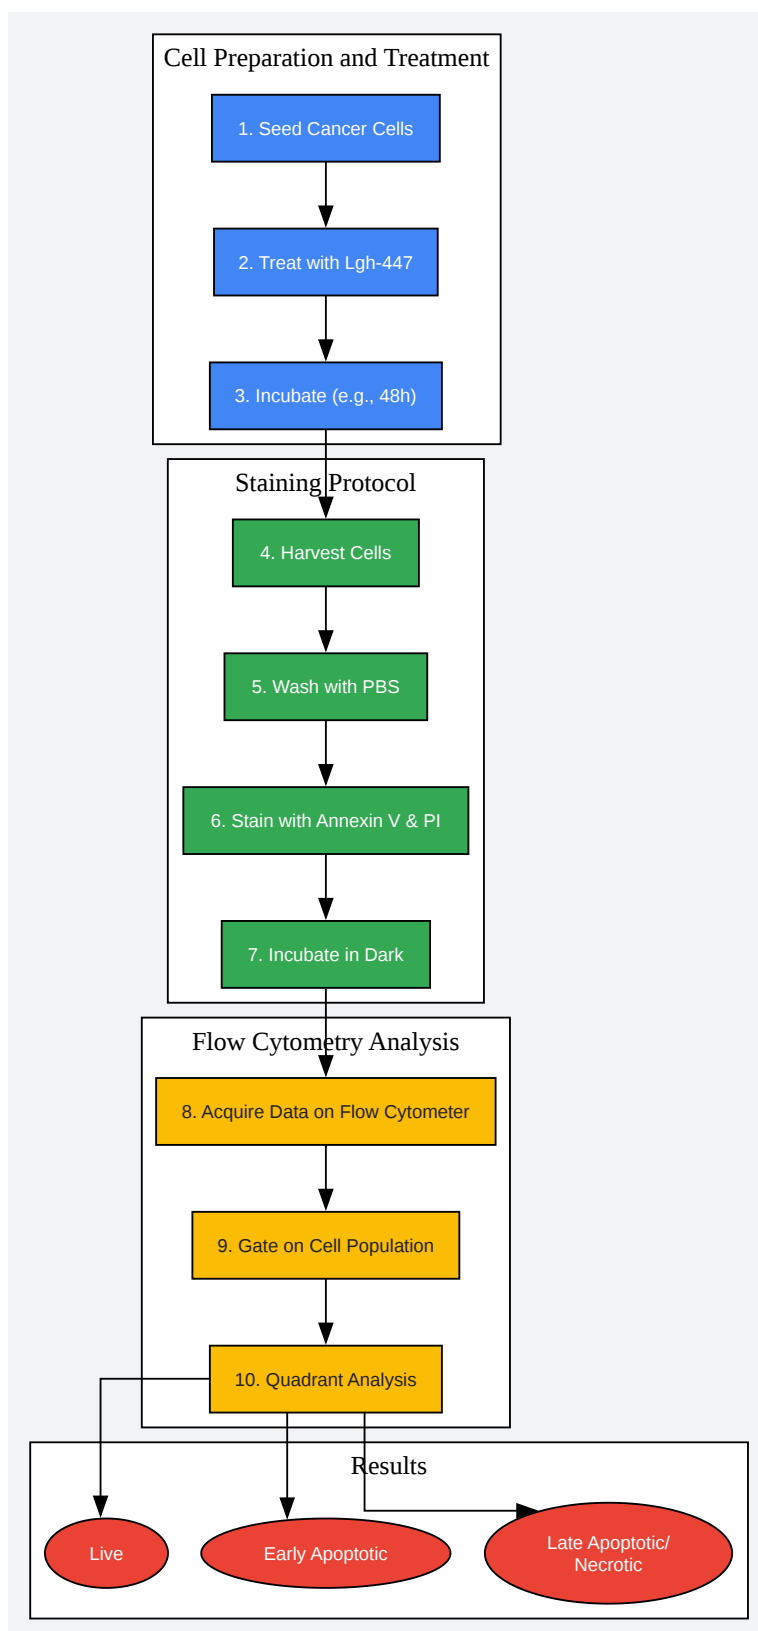 Cell Preparation and Treatment
1. Seed Cancer Cells
2. Treat with Lgh-447
3. Incubate (e.g., 48h)
Staining Protocol
4. Harvest Cells
5. Wash with PBS
6. Stain with Annexin V & PI
7. Incubate in Dark
Flow Cytometry Analysis
8. Acquire Data on Flow Cytometer
9. Gate on Cell Population
10. Quadrant Analysis
Results
Live
Early Apoptotic
Late Apoptotic/
Necrotic